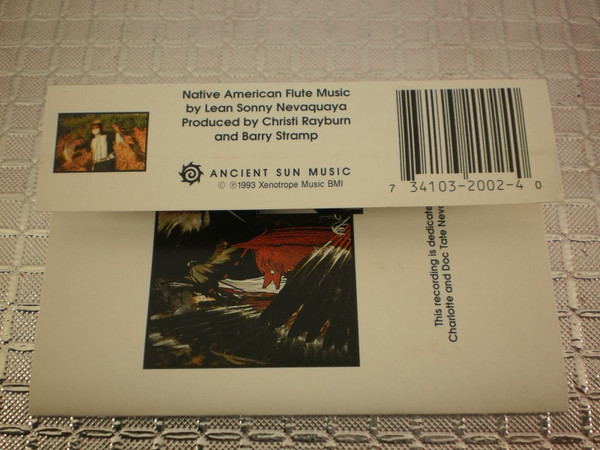 Native American Flute Music
by Lean Sonny Nevaquaya
Produced by Christi Rayburn
and Barry Stramp
ANCIENT SUN MUSIC
© ℗1993 Xenotrope Music BMI
7 34103-2002-4 0
This recording is dedicate
Charlotte and Doc Tate Nev